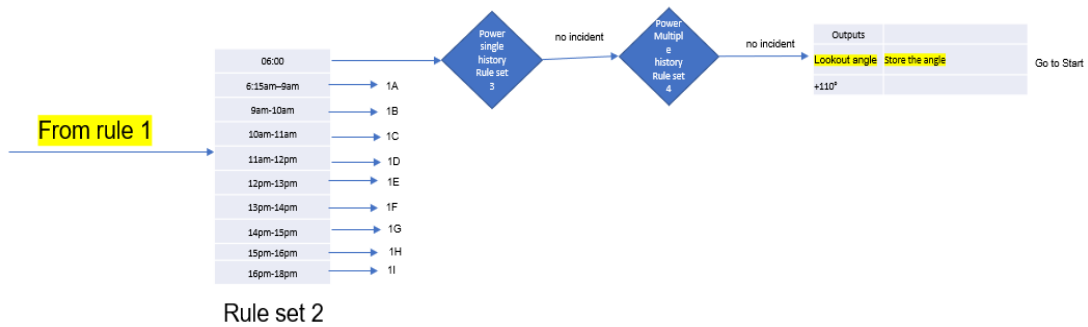 From rule 1
06:00
6:15am–9am
9am-10am
10am-11am
11am-12pm
12pm-13pm
13pm-14pm
14pm-15pm
15pm-16pm
16pm-18pm
Rule set 2
1A
1B
1C
1D
1E
1F
1G
1H
1I
Power
single
history
Rule set
3
no incident
Power
Multipl
e
history
Rule set
4
no incident
Outputs
Lookout angle Store the angle
+110°
Go to Start